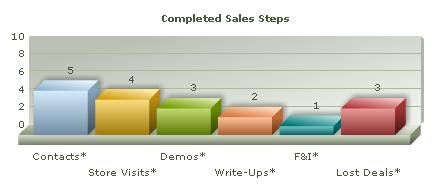 Completed Sales Steps
10
8
6
4
2
0
5
4
3
2
1
3
Contacts*
Store Visits*
Demos*
Write-Ups*
F&I*
Lost Deals*